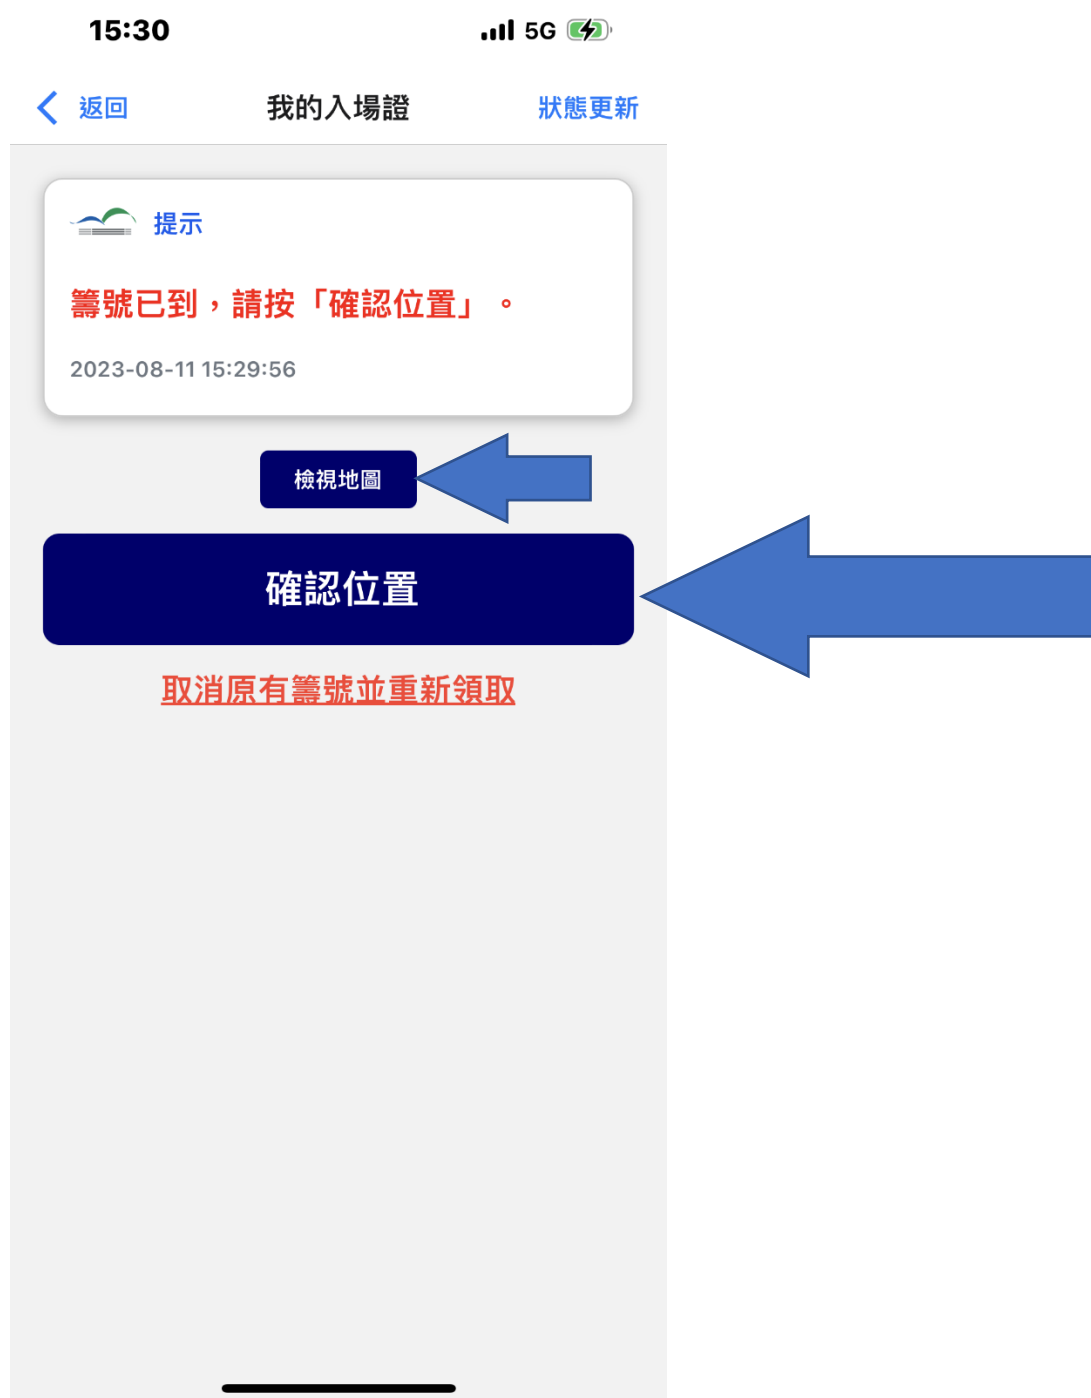 15:30 5G
返回 我的入場證 狀態更新
提示
籌號已到，請按「確認位置」。
2023-08-11 15:29:56
檢視地圖
確認位置
取消原有籌號並重新領取